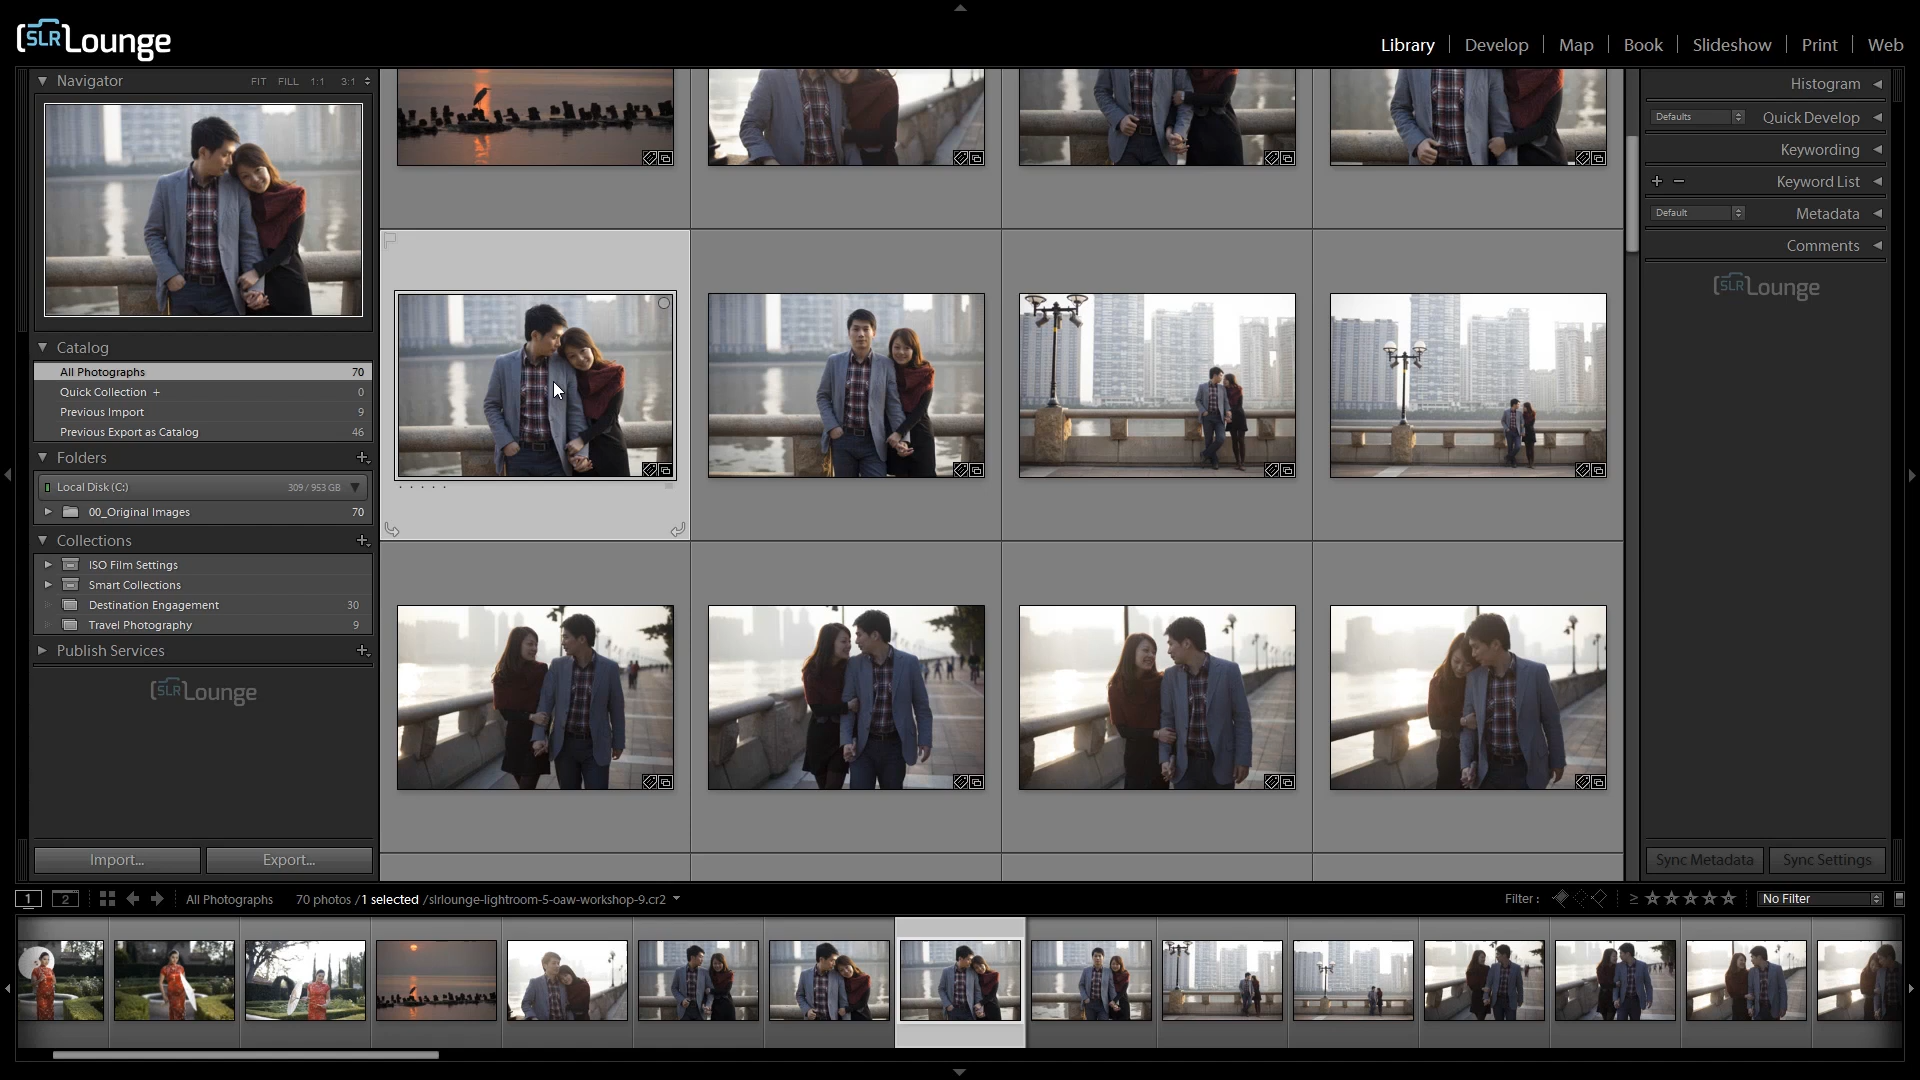 [SLR Lounge
Library | Develop | Map | Book | Slideshow | Print | Web
Navigator FIT FILL 1:1 3:1
Catalog
All Photographs 70
Quick Collection + 0
Previous Import 9
Previous Export as Catalog 46
Folders +
Local Disk (C:) 309 / 953 GB
00_Original Images 70
Collections +
ISO Film Settings
Smart Collections
Destination Engagement 30
Travel Photography 9
Publish Services +
[SLR Lounge
Import... Export...
Histogram
Defaults Quick Develop
Keywording
+ − Keyword List
Default Metadata
Comments
[SLR Lounge
Sync Metadata Sync Settings
1 2 All Photographs 70 photos / 1 selected / slrlounge-lightroom-5-oaw-workshop-9.cr2 Filter : ≥ No Filter